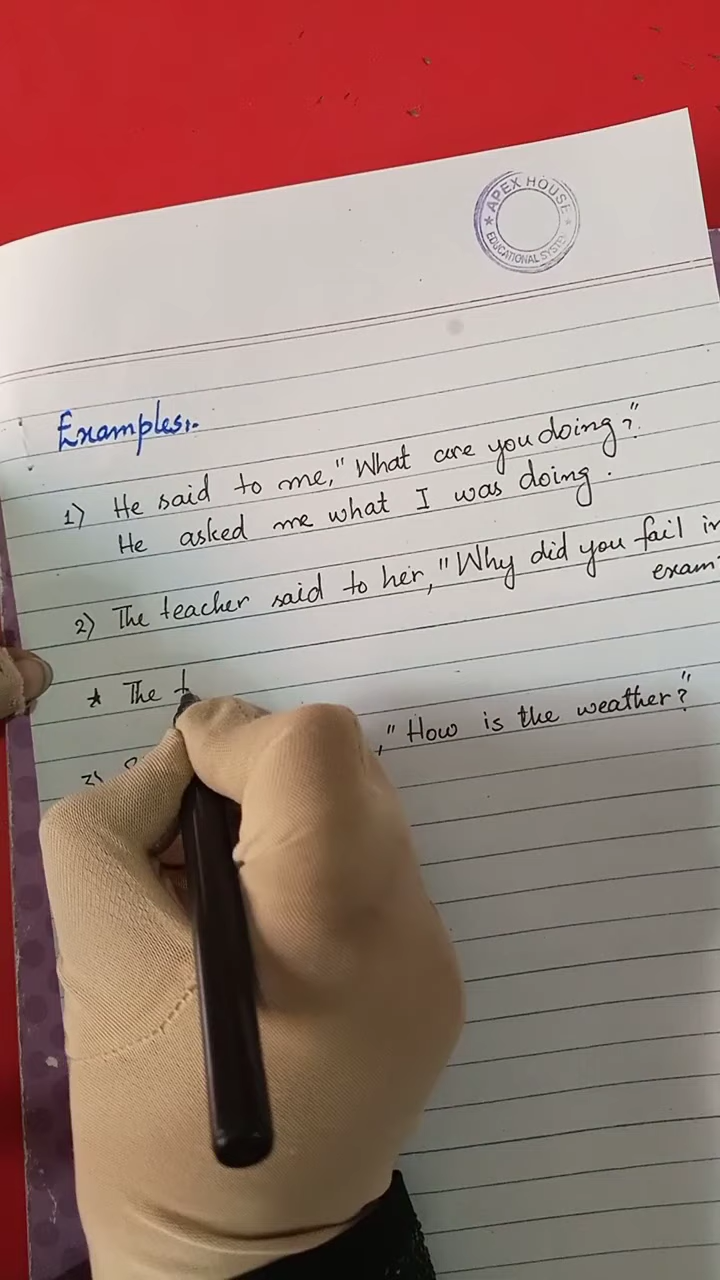 APEX HOUSE
EDUCATIONAL SYSTEM
Examples:-
1) He said to me, "What are you doing?"
He asked me what I was doing.
2) The teacher said to her, "Why did you fail in
exam?
* The t
3)
, "How is the weather?"